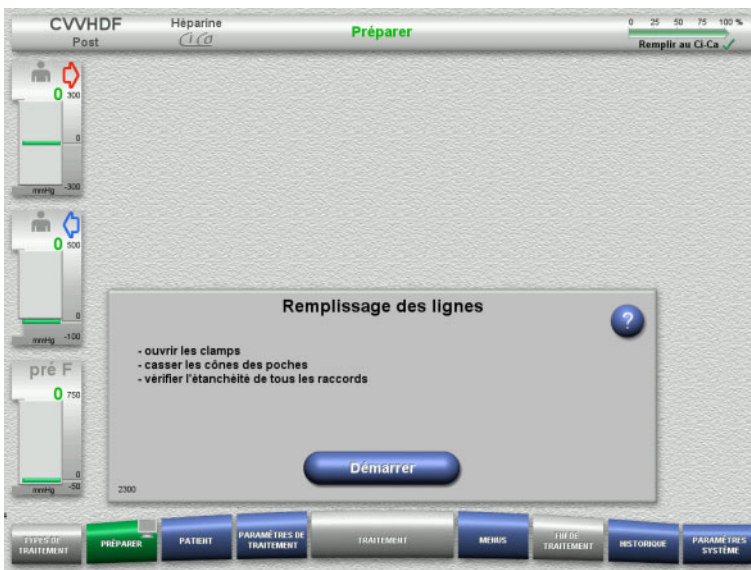 CVVHDF
Post
Héparine
Ci Ca
Préparer
0 25 50 75 100 %
Remplir au Ci-Ca
0 300
0
mmHg -300
0 500
0
mmHg -100
pré F
0 750
0
mmHg -50
Remplissage des lignes
?
- ouvrir les clamps
- casser les cônes des poches
- vérifier l'étanchéité de tous les raccords
Démarrer
2300
TYPES DE
TRAITEMENT
PRÉPARER
PATIENT
PARAMÈTRES DE
TRAITEMENT
TRAITEMENT
MENUS
FIN DE
TRAITEMENT
HISTORIQUE
PARAMÈTRES
SYSTÈME